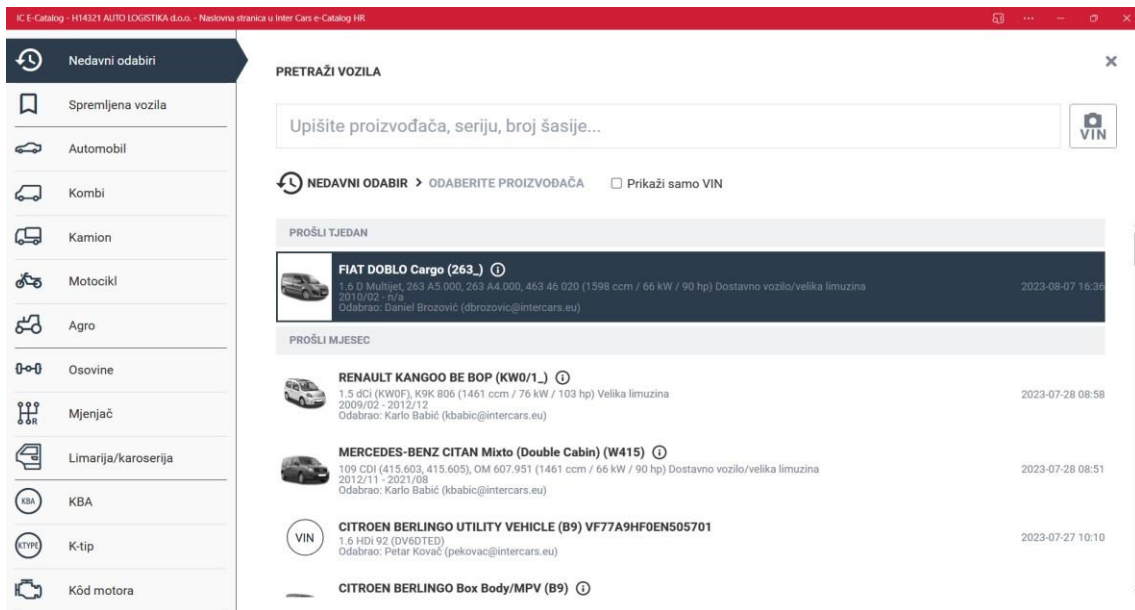 IC E-Catalog - H14321 AUTO LOGISTIKA d.o.o. - Naslovna stranica u Inter Cars e-Catalog HR
Nedavni odabiri
Spremljena vozila
Automobil
Kombi
Kamion
Motocikl
Agro
Osovine
Mjenjač
Limarija/karoserija
KBA
KBA
KTYPE
K-tip
Kôd motora
PRETRAŽI VOZILA
Upišite proizvođača, seriju, broj šasije...
VIN
NEDAVNI ODABIR > ODABERITE PROIZVOĐAČA Prikaži samo VIN
PROŠLI TJEDAN
FIAT DOBLO Cargo (263_)
1.6 D Multijet, 263 A5.000, 263 A4.000, 463 46 020 (1598 ccm / 66 kW / 90 hp) Dostavno vozilo/velika limuzina
2010/02 - n/a
Odabrao: Daniel Brozović (dbrozovic@intercars.eu)
2023-08-07 16:36
PROŠLI MJESEC
RENAULT KANGOO BE BOP (KW0/1_)
1.5 dCi (KW0F), K9K 806 (1461 ccm / 76 kW / 103 hp) Velika limuzina
2009/02 - 2012/12
Odabrao: Karlo Babić (kbabic@intercars.eu)
2023-07-28 08:58
MERCEDES-BENZ CITAN Mixto (Double Cabin) (W415)
109 CDI (415.603, 415.605), OM 607.951 (1461 ccm / 66 kW / 90 hp) Dostavno vozilo/velika limuzina
2012/11 - 2021/08
Odabrao: Karlo Babić (kbabic@intercars.eu)
2023-07-28 08:51
VIN
CITROEN BERLINGO UTILITY VEHICLE (B9) VF77A9HF0EN505701
1.6 HDi 92 (DV6DTED)
Odabrao: Petar Kovač (pekovac@intercars.eu)
2023-07-27 10:10
CITROEN BERLINGO Box Body/MPV (B9)